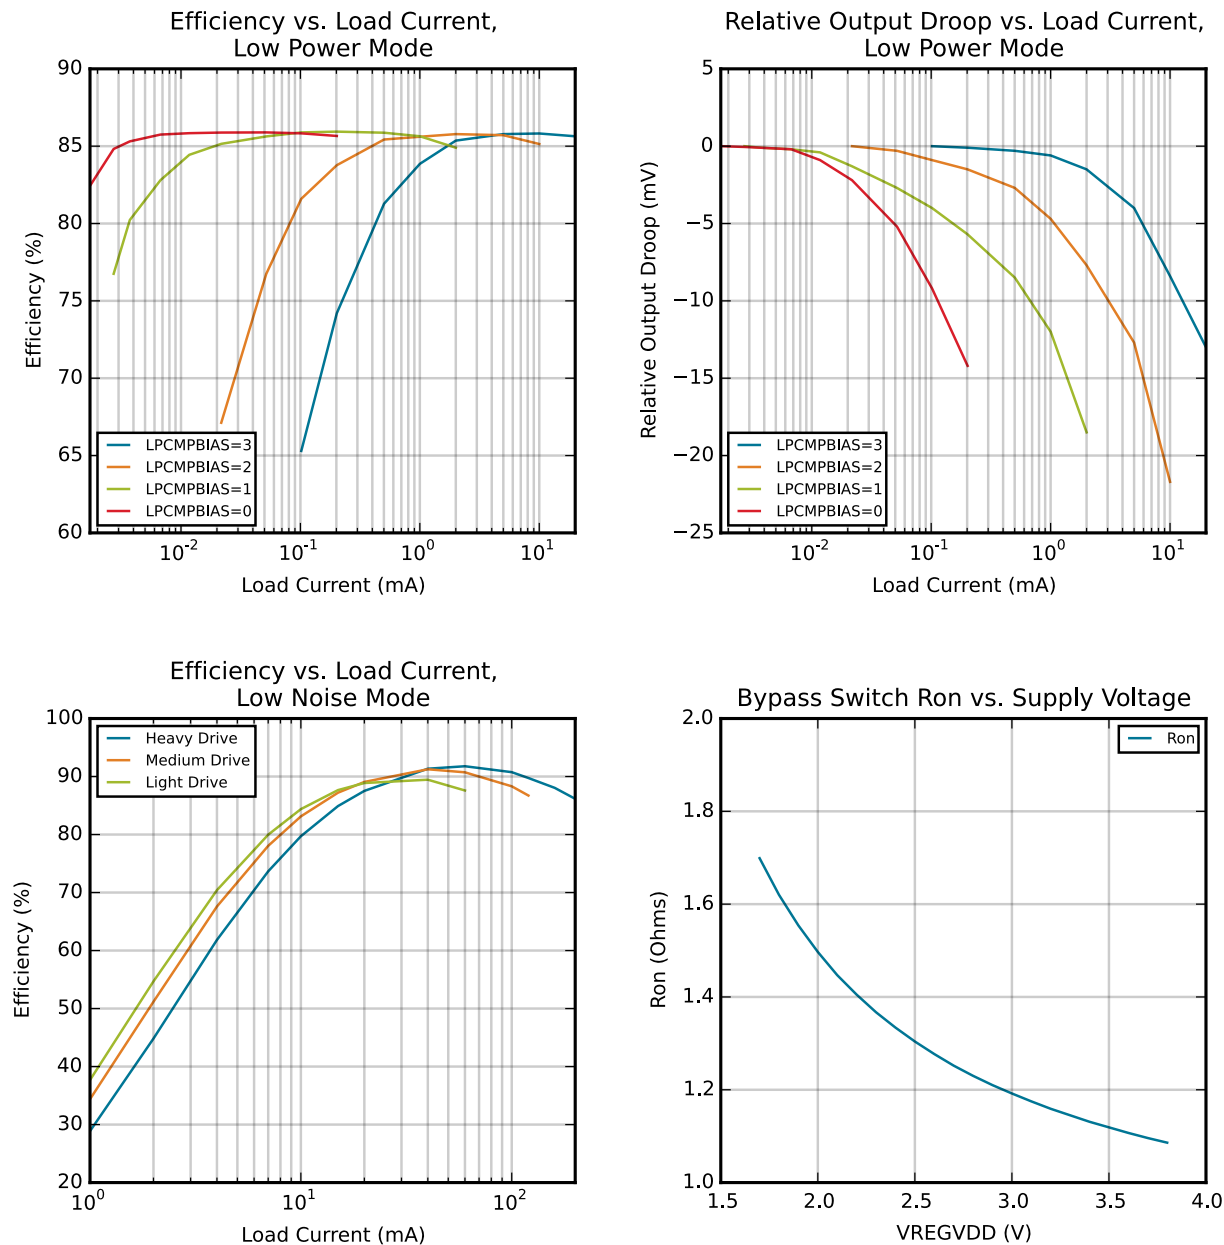 Efficiency vs. Load Current,
Low Power Mode
90
85
80
75
70
65
60
Efficiency (%)
LPCMPBIAS=3
LPCMPBIAS=2
LPCMPBIAS=1
LPCMPBIAS=0
10⁻² 10⁻¹ 10⁰ 10¹
Load Current (mA)
Relative Output Droop vs. Load Current,
Low Power Mode
5
0
−5
−10
−15
−20
−25
Relative Output Droop (mV)
LPCMPBIAS=3
LPCMPBIAS=2
LPCMPBIAS=1
LPCMPBIAS=0
10⁻² 10⁻¹ 10⁰ 10¹
Load Current (mA)
Efficiency vs. Load Current,
Low Noise Mode
100
90
80
70
60
50
40
30
20
Efficiency (%)
Heavy Drive
Medium Drive
Light Drive
10⁰ 10¹ 10²
Load Current (mA)
Bypass Switch Ron vs. Supply Voltage
2.0
1.8
1.6
1.4
1.2
1.0
Ron (Ohms)
Ron
1.5 2.0 2.5 3.0 3.5 4.0
VREGVDD (V)